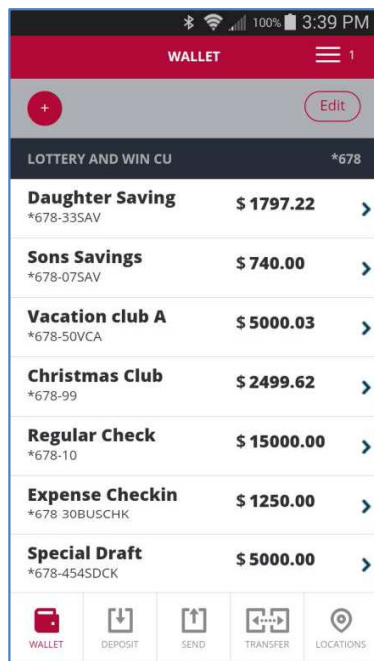 100% 3:39 PM
WALLET 1
+ Edit
LOTTERY AND WIN CU *678
Daughter Saving $ 1797.22
*678-33SAV
Sons Savings $ 740.00
*678-07SAV
Vacation club A $ 5000.03
*678-50VCA
Christmas Club $ 2499.62
*678-99
Regular Check $ 15000.00
*678-10
Expense Checkin $ 1250.00
*678 30BUSCHK
Special Draft $ 5000.00
*678-454SDCK
WALLET DEPOSIT SEND TRANSFER LOCATIONS